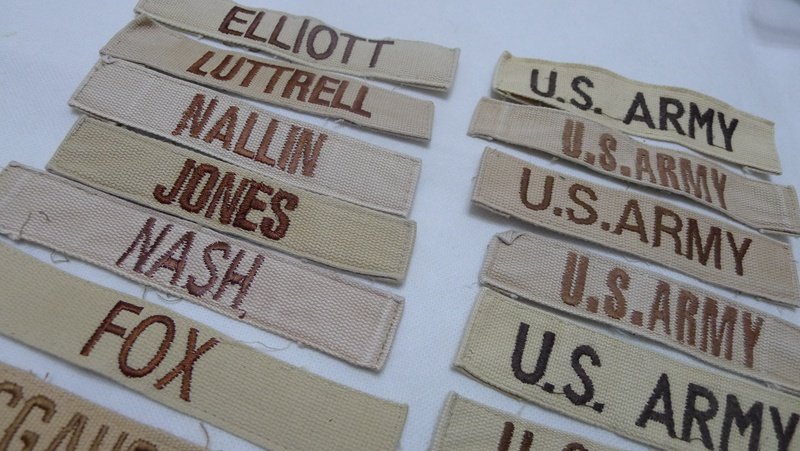 ELLIOTT
LUTTRELL
NALLIN
JONES
NASH
FOX
U.S. ARMY
U.S.ARMY
U.S.ARMY
U.S.ARMY
U.S. ARMY